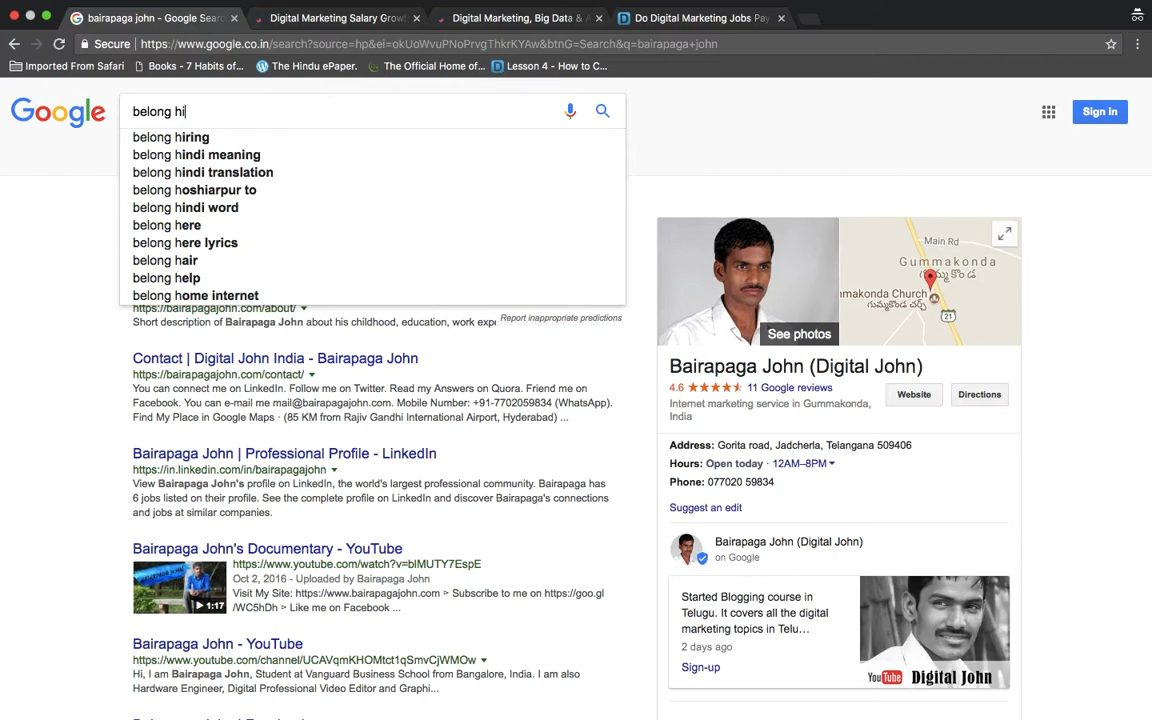 bairapaga john - Google Searc
Digital Marketing Salary Grow
Digital Marketing, Big Data &
Do Digital Marketing Jobs Pay
Secure
https://www.google.co.in/search?source=hp&ei=okUoWvuPNoPrvgThkrKYAw&btnG=Search&q=bairapaga+john
Imported From Safari
Books - 7 Habits of...
The Hindu ePaper.
The Official Home of...
Lesson 4 - How to C...
Google
belong hi
Sign in
belong hiring
belong hindi meaning
belong hindi translation
belong hoshiarpur to
belong hindi word
belong here
belong here lyrics
belong hair
belong help
belong home internet
Report inappropriate predictions
https://bairapagajohn.com/about/
Short description of Bairapaga John about his childhood, education, work expe
Contact | Digital John India - Bairapaga John
https://bairapagajohn.com/contact/
You can connect me on LinkedIn. Follow me on Twitter. Read my Answers on Quora. Friend me on
Facebook. You can e-mail me mail@bairapagajohn.com. Mobile Number: +91-7702059834 (WhatsApp).
Find My Place in Google Maps · (85 KM from Rajiv Gandhi International Airport, Hyderabad) ...
Bairapaga John | Professional Profile - LinkedIn
https://in.linkedin.com/in/bairapagajohn
View Bairapaga John's profile on LinkedIn, the world's largest professional community. Bairapaga has
6 jobs listed on their profile. See the complete profile on LinkedIn and discover Bairapaga's connections
and jobs at similar companies.
Bairapaga John's Documentary - YouTube
https://www.youtube.com/watch?v=blMUTY7EspE
Oct 2, 2016 - Uploaded by Bairapaga John
Visit My Site: https://www.bairapagajohn.com ▹ Subscribe to me on https://goo.gl
/WC5hDh ▹ Like me on Facebook ...
1:17
Bairapaga John - YouTube
https://www.youtube.com/channel/UCAVqmKHOMtct1qSmvCjWMOw
Hi, I am Bairapaga John, Student at Vanguard Business School from Bangalore, India. I am also
Hardware Engineer, Digital Professional Video Editor and Graphi...
See photos
Main Rd
Gummakonda
గుమ్మకొండ
mmakonda Church
గుమ్మకొండ చర్చ్
21
Bairapaga John (Digital John)
4.6 11 Google reviews
Internet marketing service in Gummakonda,
India
Website
Directions
Address: Gorita road, Jadcherla, Telangana 509406
Hours: Open today · 12AM–8PM
Phone: 077020 59834
Suggest an edit
Bairapaga John (Digital John)
on Google
Started Blogging course in
Telugu. It covers all the digital
marketing topics in Telu...
2 days ago
Sign-up
YouTube Digital John